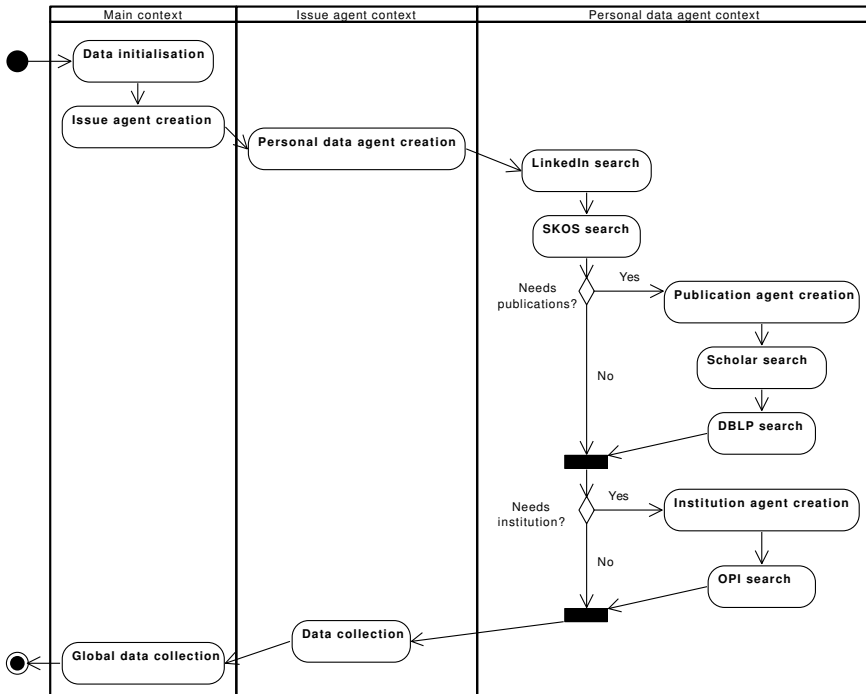 Main context
Issue agent context
Personal data agent context
Data initialisation
Issue agent creation
Personal data agent creation
LinkedIn search
SKOS search
Needs
publications?
Yes
Publication agent creation
Scholar search
No
DBLP search
Needs
institution?
Yes
Institution agent creation
No
OPI search
Data collection
Global data collection